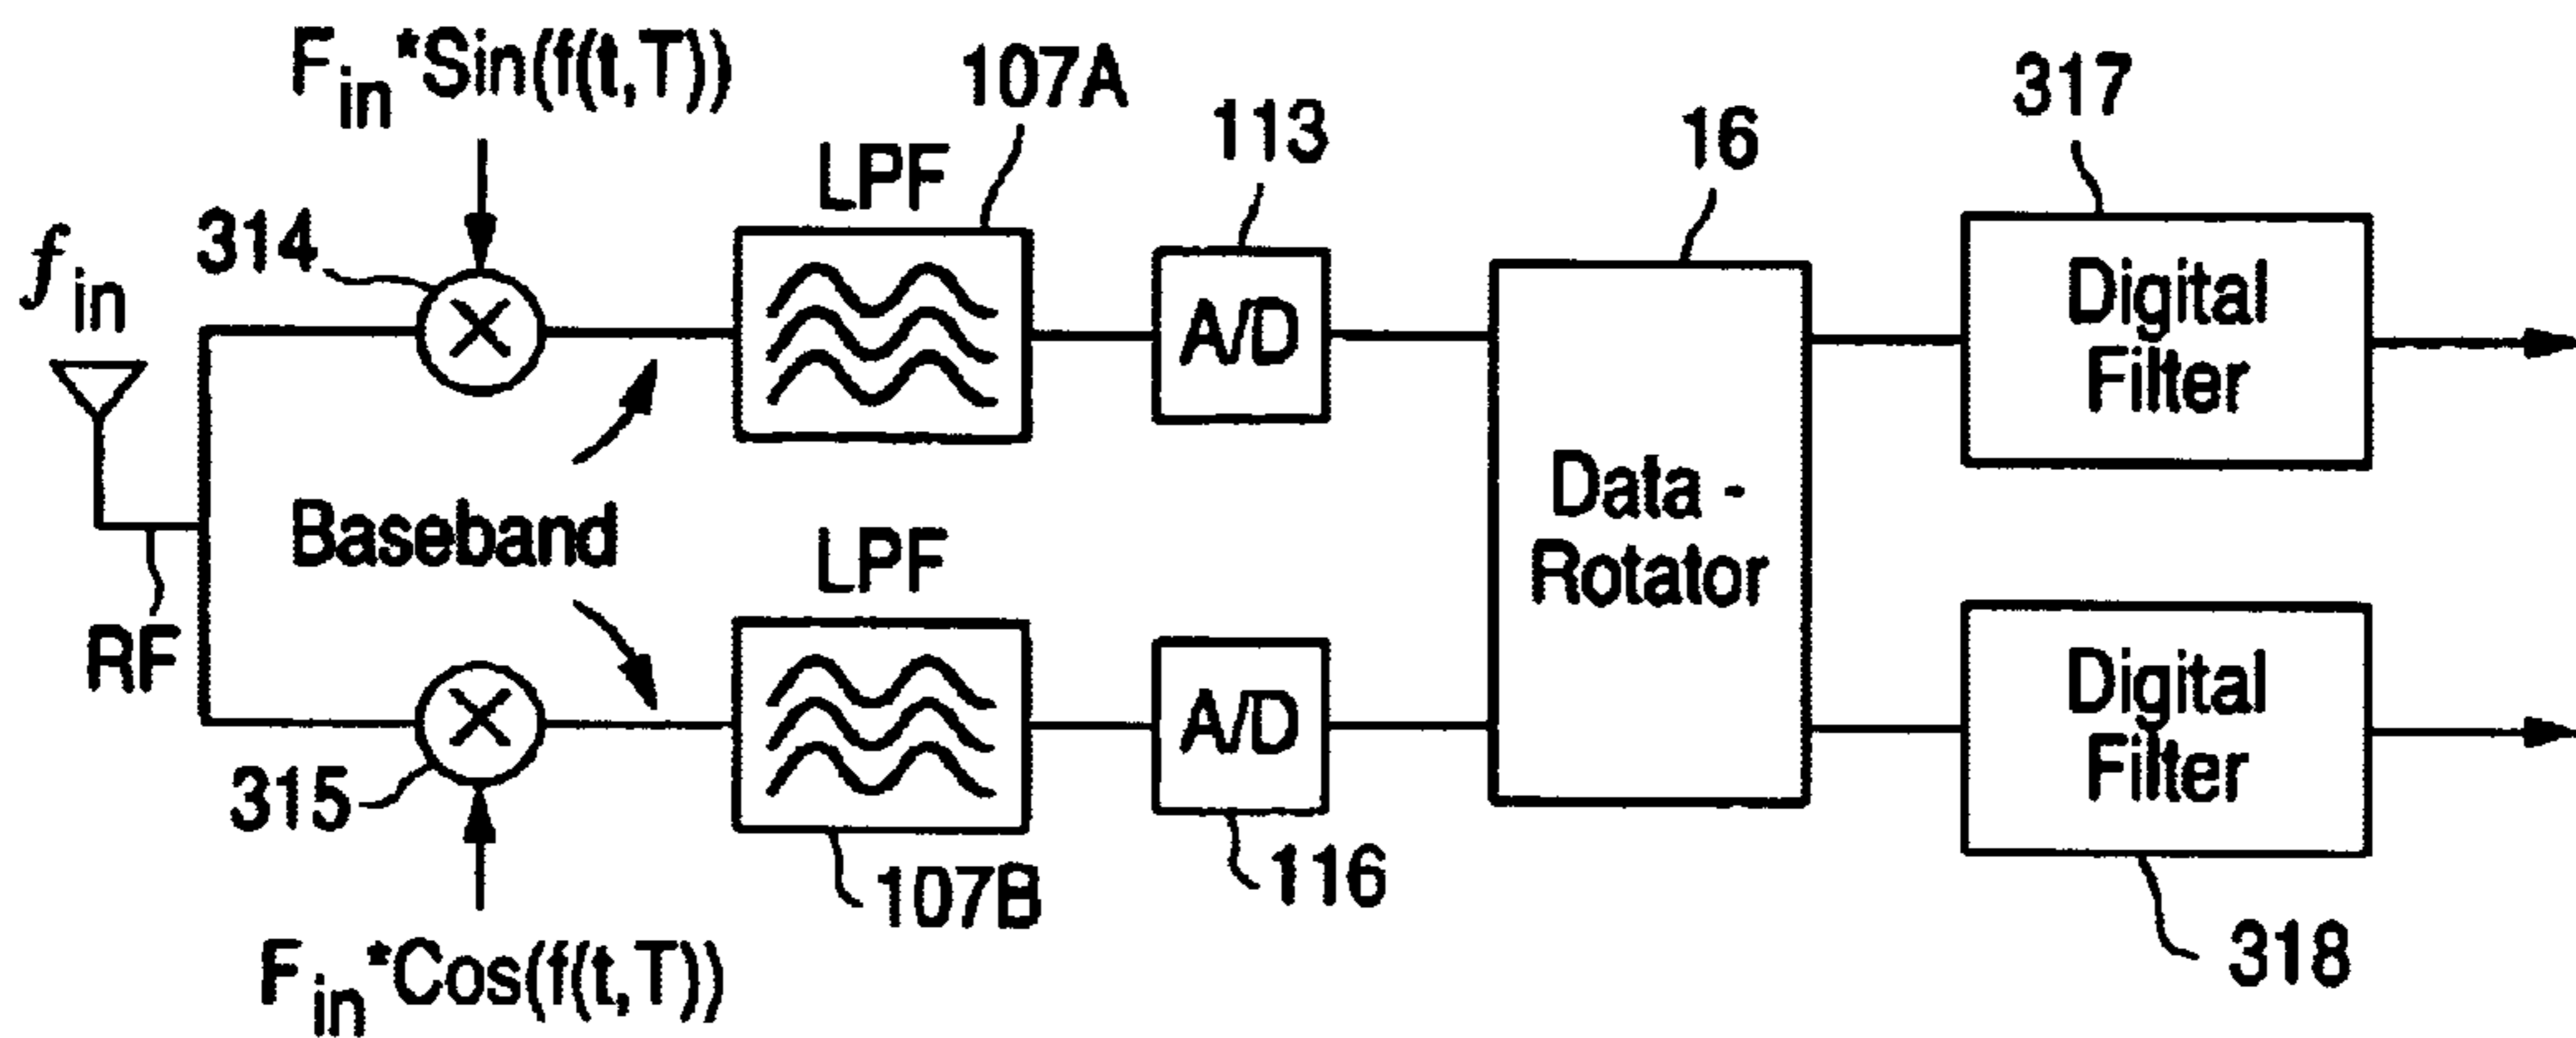 F_in*Sin(f(t,T))
107A
317
113
16
LPF
314
f_in
Digital
Filter
A/D
Data -
Rotator
Baseband
LPF
RF
Digital
Filter
A/D
315
116
107B
318
F_in*Cos(f(t,T))